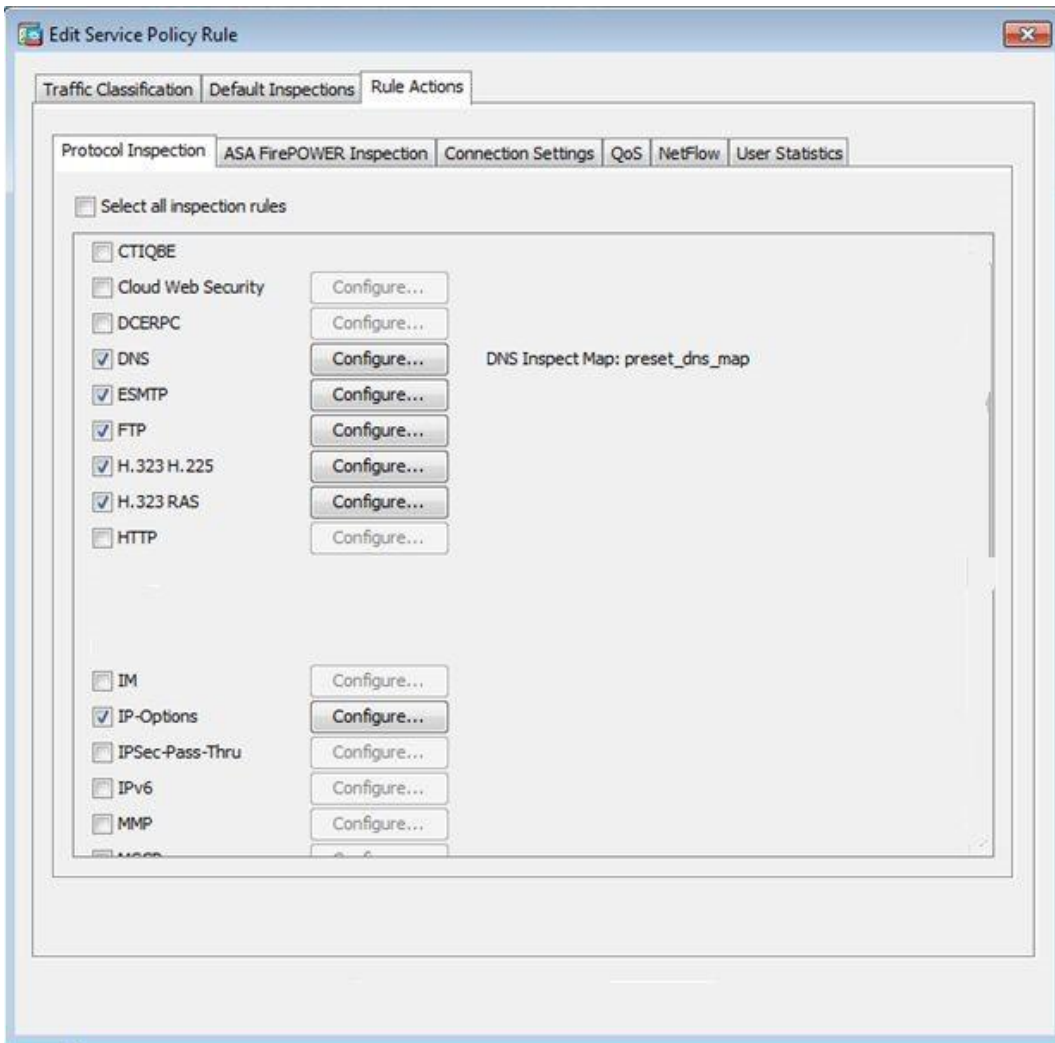 Edit Service Policy Rule
Traffic Classification Default Inspections Rule Actions
Protocol Inspection ASA FirePOWER Inspection Connection Settings QoS NetFlow User Statistics
Select all inspection rules
CTIQBE
Cloud Web Security Configure...
DCERPC Configure...
DNS Configure... DNS Inspect Map: preset_dns_map
ESMTP Configure...
FTP Configure...
H.323 H.225 Configure...
H.323 RAS Configure...
HTTP Configure...
IM Configure...
IP-Options Configure...
IPSec-Pass-Thru Configure...
IPv6 Configure...
MMP Configure...